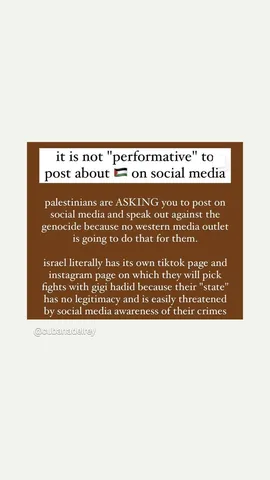 it is not "performative" to
post about 🇵🇸 on social media
palestinians are ASKING you to post on
social media and speak out against the
genocide because no western media outlet
is going to do that for them.
israel literally has its own tiktok page and
instagram page on which they will pick
fights with gigi hadid because their "state"
has no legitimacy and is easily threatened
by social media awareness of their crimes
@cubanadelrey